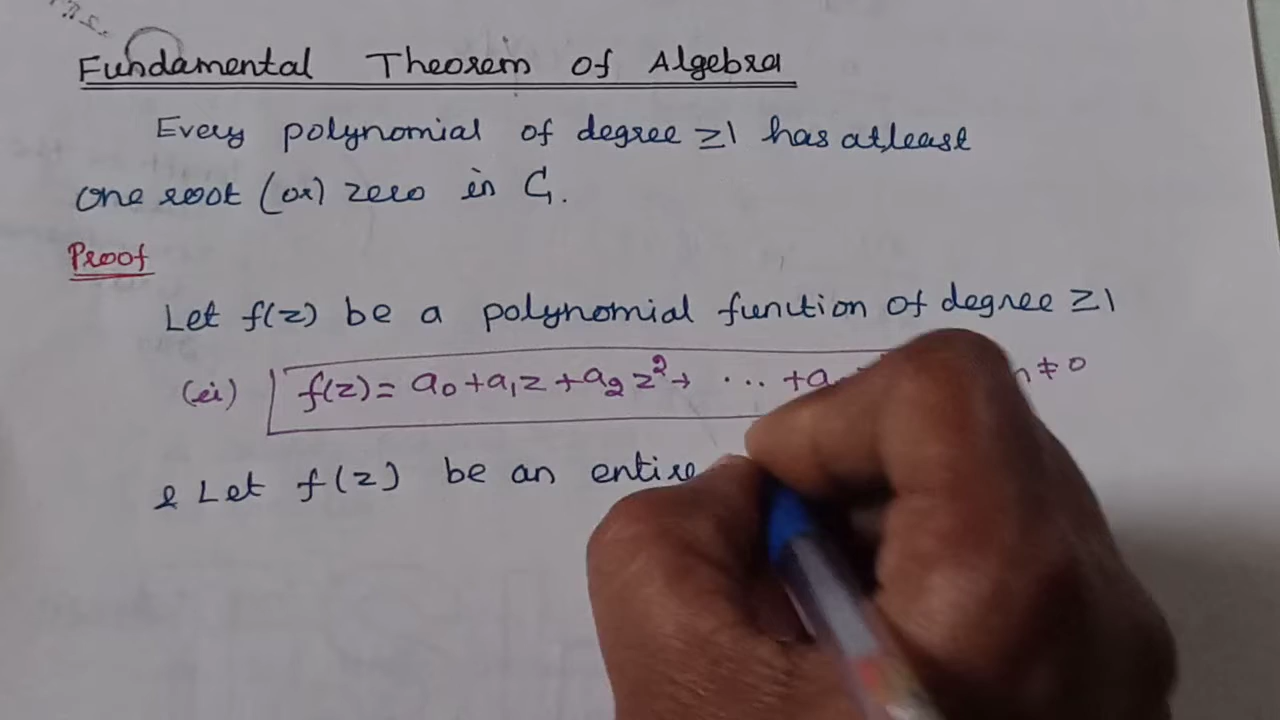 Fundamental Theorem of Algebra
Every polynomial of degree ≥1 has atleast
one root (or) zero in C.
Proof
Let f(z) be a polynomial function of degree ≥1
(ie) f(z) = a₀ + a₁z + a₂z² + ... + a ≠ 0
& Let f(z) be an entire